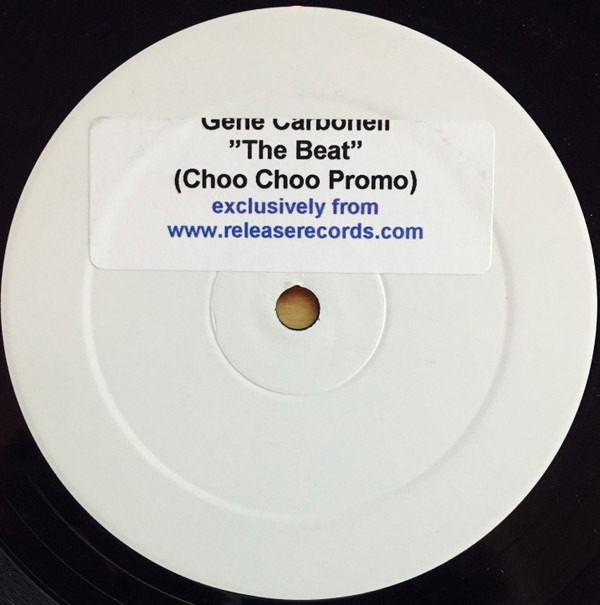 Gene Carbonell
”The Beat”
(Choo Choo Promo)
exclusively from
www.releaserecords.com